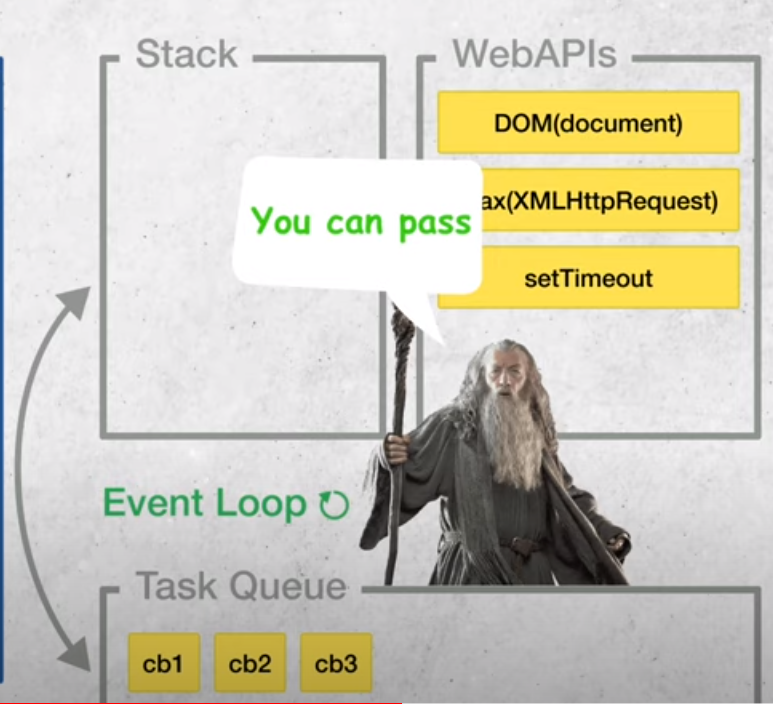 Stack
WebAPIs
DOM(document)
You can pass
ax(XMLHttpRequest)
setTimeout
Event Loop
Task Queue
cb1
cb2
cb3